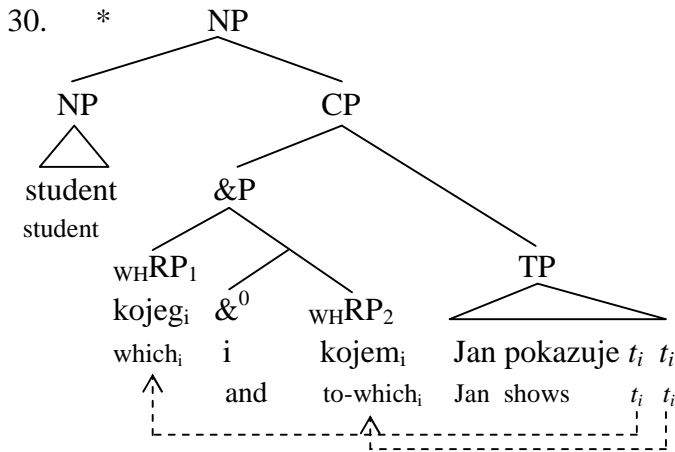 30. * NP
NP CP
student &P
student
WHRP1 TP
kojegi &0 WHRP2
whichi i kojemi Jan pokazuje ti ti
and to-whichi Jan shows ti ti